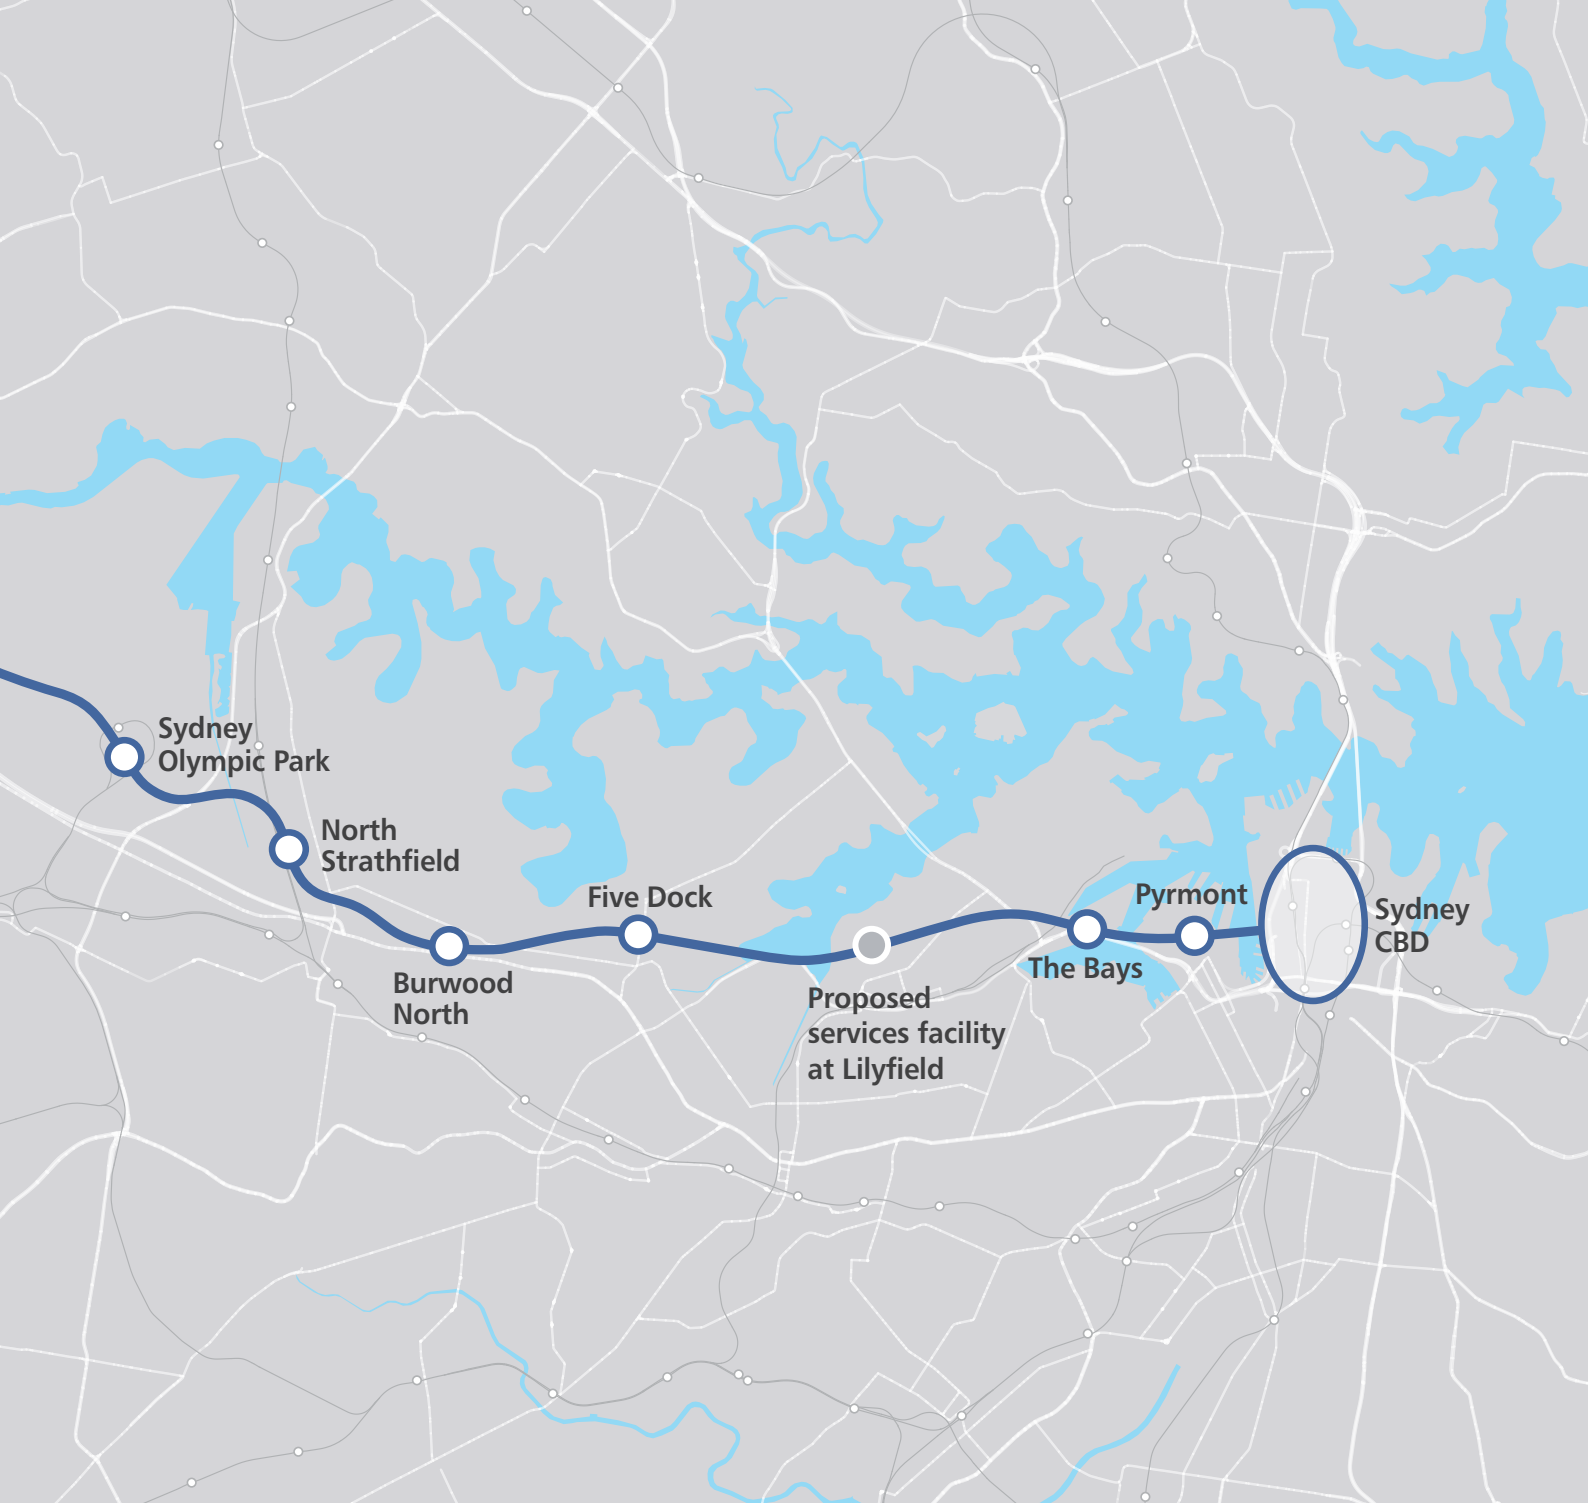 Sydney
Olympic Park
North
Strathfield
Burwood
North
Five Dock
Proposed
services facility
at Lilyfield
The Bays
Pyrmont
Sydney
CBD